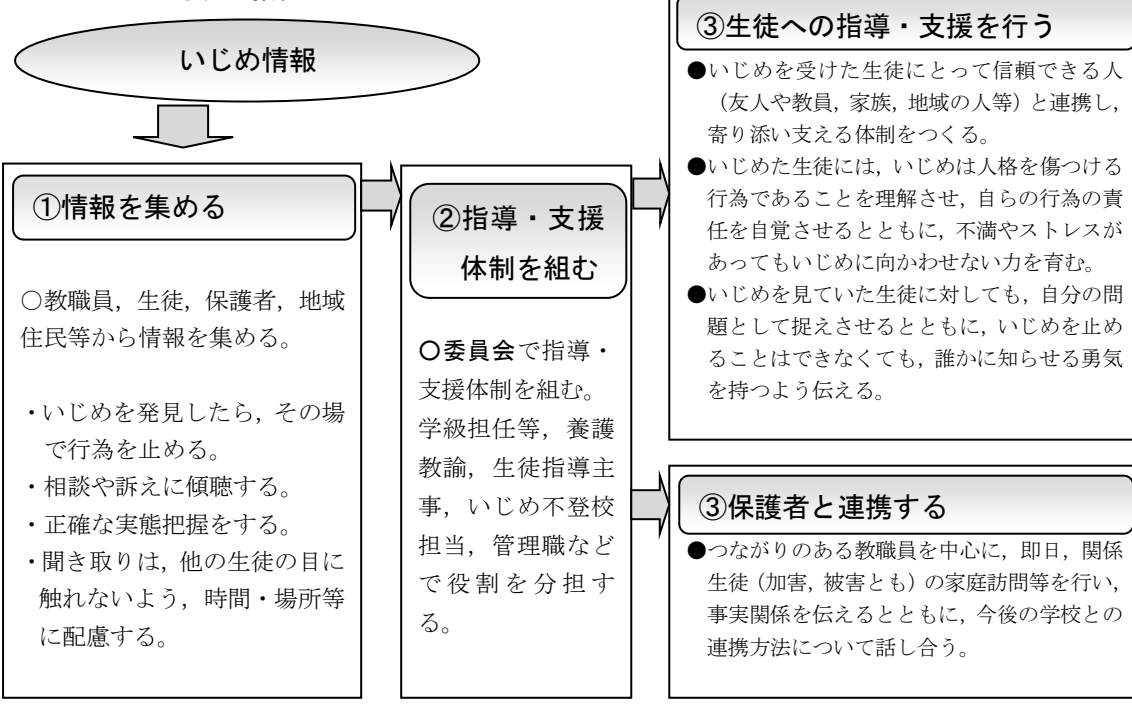 いじめ情報
①情報を集める
○教職員，生徒，保護者，地域
住民等から情報を集める。
・いじめを発見したら，その場
で行為を止める。
・相談や訴えに傾聴する。
・正確な実態把握をする。
・聞き取りは，他の生徒の目に
触れないよう，時間・場所等
に配慮する。
②指導・支援
体制を組む
○委員会で指導・
支援体制を組む。
学級担任等，養護
教諭，生徒指導主
事，いじめ不登校
担当，管理職など
で役割を分担す
る。
③生徒への指導・支援を行う
●いじめを受けた生徒にとって信頼できる人
（友人や教員，家族，地域の人等）と連携し，
寄り添い支える体制をつくる。
●いじめた生徒には，いじめは人格を傷つける
行為であることを理解させ，自らの行為の責
任を自覚させるとともに，不満やストレスが
あってもいじめに向かわせない力を育む。
●いじめを見ていた生徒に対しても，自分の問
題として捉えさせるとともに，いじめを止め
ることはできなくても，誰かに知らせる勇気
を持つよう伝える。
③保護者と連携する
●つながりのある教職員を中心に，即日，関係
生徒（加害，被害とも）の家庭訪問等を行い，
事実関係を伝えるとともに，今後の学校との
連携方法について話し合う。